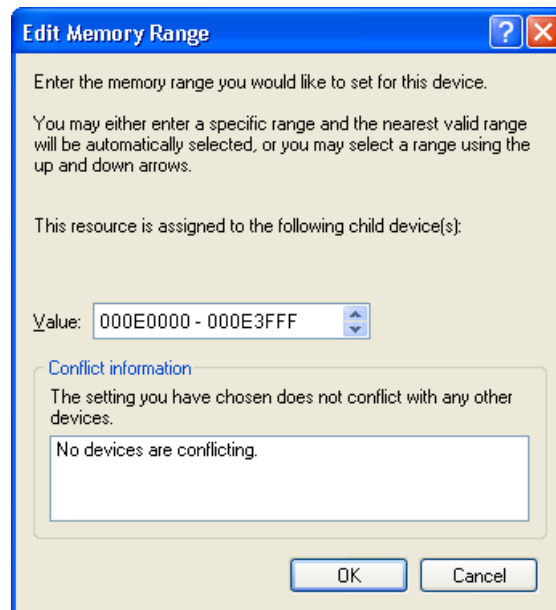 Edit Memory Range
Enter the memory range you would like to set for this device.
You may either enter a specific range and the nearest valid range
will be automatically selected, or you may select a range using the
up and down arrows.
This resource is assigned to the following child device(s):
Value: 000E0000 - 000E3FFF
Conflict information
The setting you have chosen does not conflict with any other
devices.
No devices are conflicting.
OK Cancel